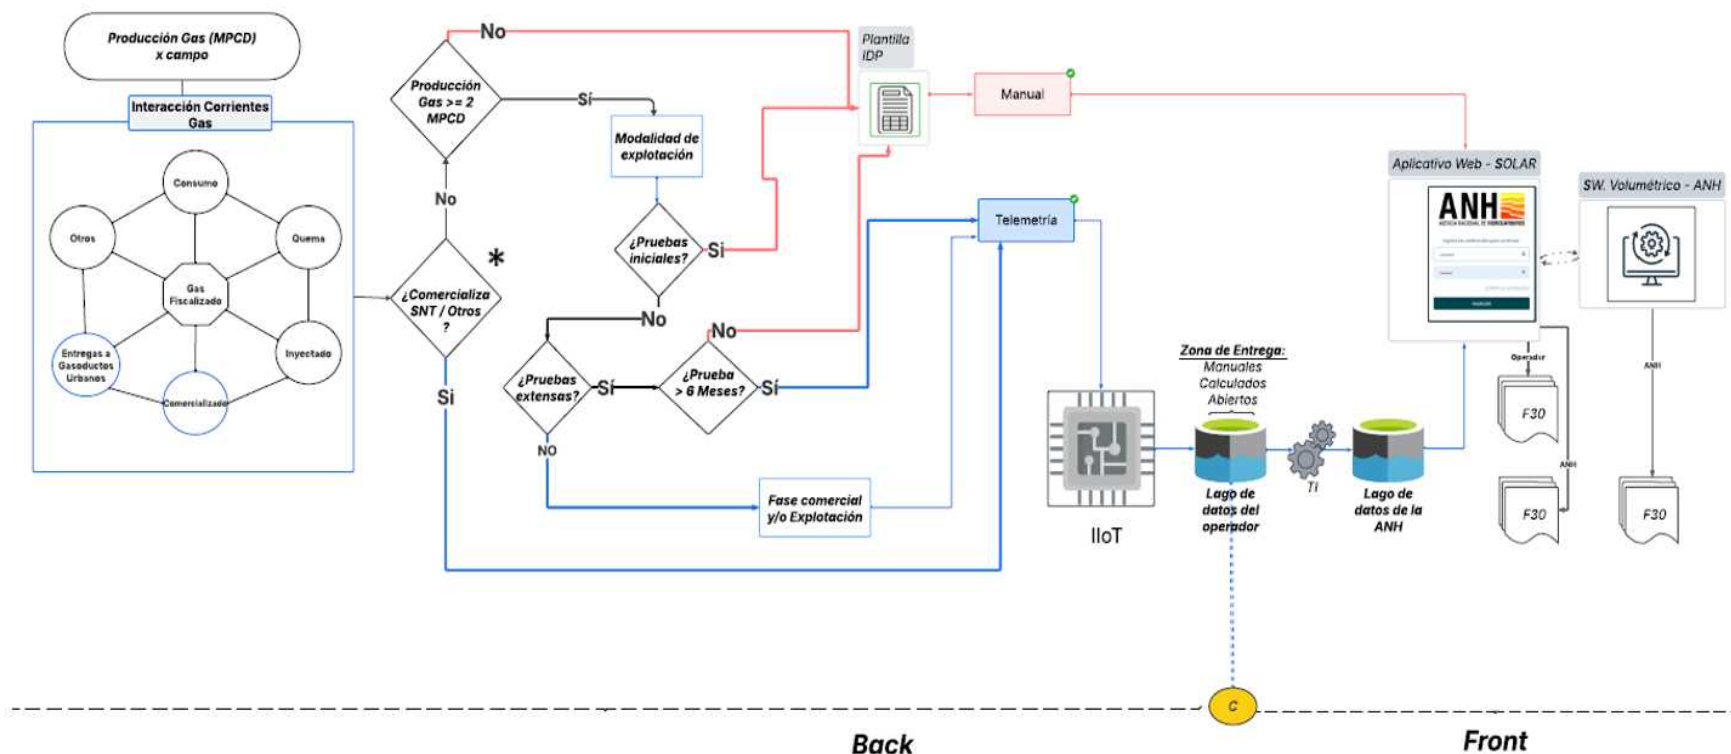 Producción Gas (MPCD)
x campo
Interacción Corrientes
Gas
Consumo
Otros
Quema
Gas
Fiscalizado
Entregas a
Gasoductos
Urbanos
Inyectado
Comercializado
No
Producción
Gas >= 2
MPCD
Sí
Modalidad de
explotación
No
¿Comercializa
SNT / Otros
?
*
Si
¿Pruebas
iniciales?
Si
No
¿Pruebas
extensas?
Sí
¿Prueba
> 6 Meses?
No
Sí
NO
Fase comercial
y/o Explotación
Plantilla
IDP
Manual
Telemetría
IIoT
Zona de Entrega:
Manuales
Calculados
Abiertos
Lago de
datos del
operador
TI
Lago de
datos de la
ANH
Aplicativo Web - SOLAR
ANH
SW. Volumétrico - ANH
Operador
F30
ANH
F30
ANH
F30
C
Back
Front